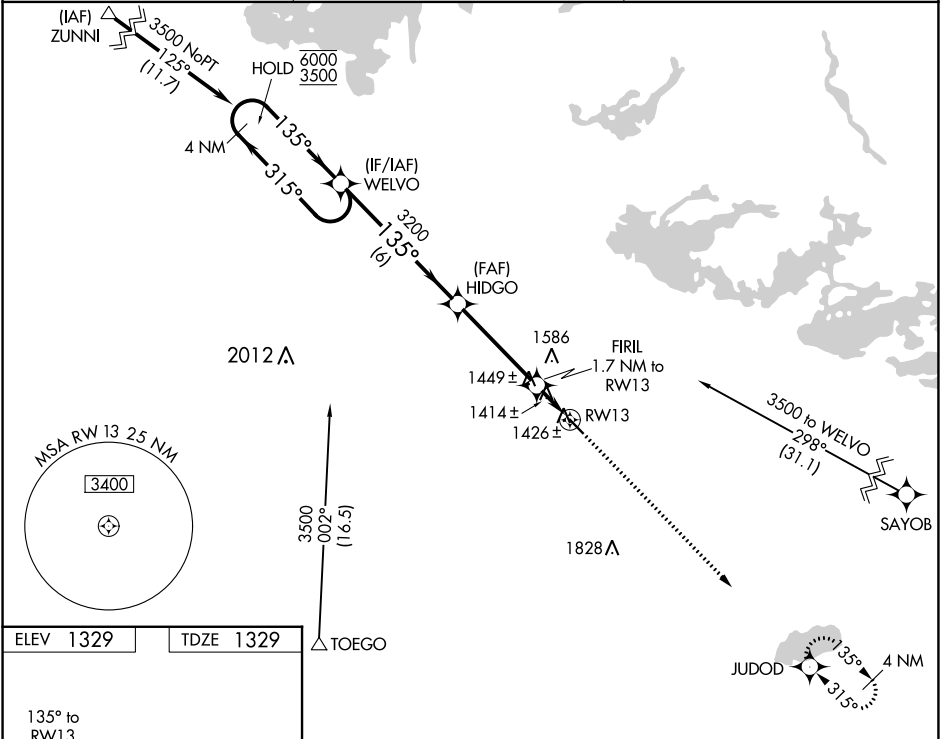 (IAF)
ZUNNI
3500 NoPT
125°
(11.7)
HOLD
6000
3500
4 NM
135°
315°
(IF/IAF)
WELVO
3200
135°
(6)
(FAF)
HIDGO
2012
1586
FIRIL
1.7 NM to
RW13
1449±
1414±
1426±
RW13
3500 to WELVO
298°
(31.1)
SAYOB
MSA RW 13 25 NM
3400
3500
002°
(16.5)
1828
TOEGO
JUDOD
135°
315°
4 NM
ELEV 1329
TDZE 1329
135° to
RW13